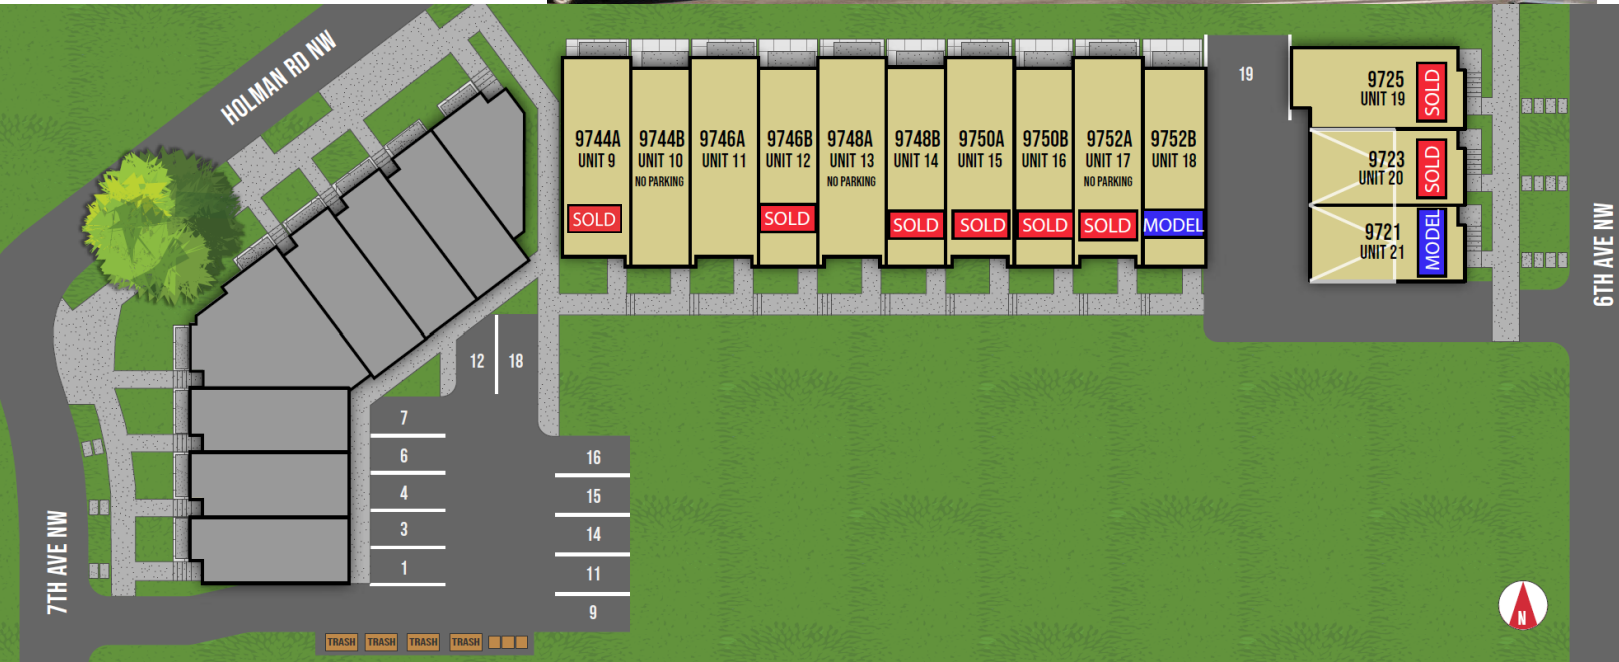 HOLMAN RD NW
9744A
UNIT 9
SOLD
9744B
UNIT 10
NO PARKING
9746A
UNIT 11
9746B
UNIT 12
SOLD
9748A
UNIT 13
NO PARKING
9748B
UNIT 14
SOLD
9750A
UNIT 15
SOLD
9750B
UNIT 16
SOLD
9752A
UNIT 17
NO PARKING
SOLD
9752B
UNIT 18
MODEL
19
9725
UNIT 19
SOLD
9723
UNIT 20
SOLD
9721
UNIT 21
MODEL
6TH AVE NW
12
18
7
6
4
3
1
16
15
14
11
9
7TH AVE NW
TRASH
TRASH
TRASH
TRASH
N